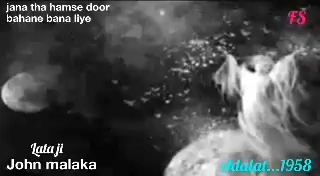 jana tha hamse door
bahane bana liye
FS
Lata ji
John malaka
adalat...1958